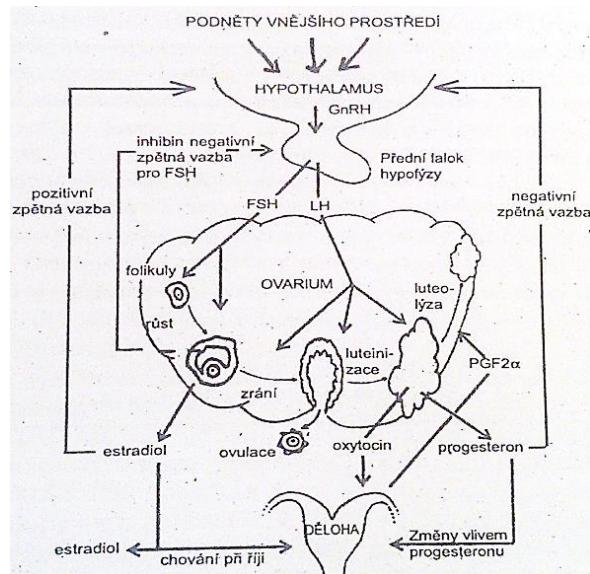 PODNĚTY VNĚJŠÍHO PROSTŘEDÍ
HYPOTHALAMUS
GnRH
inhibin negativní
zpětná vazba
pro FSH
Přední lalok
hypofýzy
pozitivní
zpětná vazba
negativní
zpětná vazba
FSH
LH
folikuly
OVARIUM
luteo-
lýza
růst
luteini-
zace
PGF2α
zrání
estradiol
ovulace
oxytocin
progesteron
DĚLOHA
Změny vlivem
progesteronu
estradiol
chování při říji